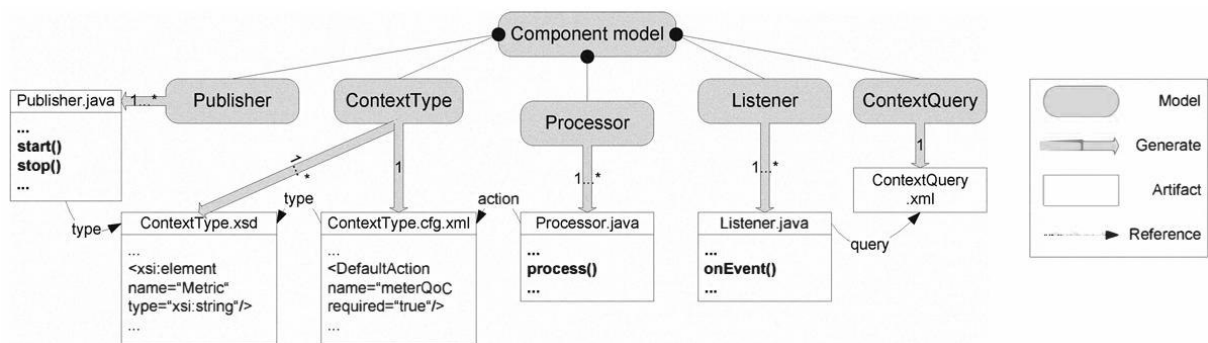 Component model
Publisher
ContextType
Processor
Listener
ContextQuery
1...*
1...*
1
1...*
1...*
1
Publisher.java
...
start()
stop()
...
type
ContextType.xsd
...
<xsi:element
name="Metric"
type="xsi:string"/>
...
type
ContextType.cfg.xml
...
<DefaultAction
name="meterQoC
required="true"/>
...
action
Processor.java
...
process()
...
Listener.java
...
onEvent()
...
query
ContextQuery
.xml
Model
Generate
Artifact
Reference